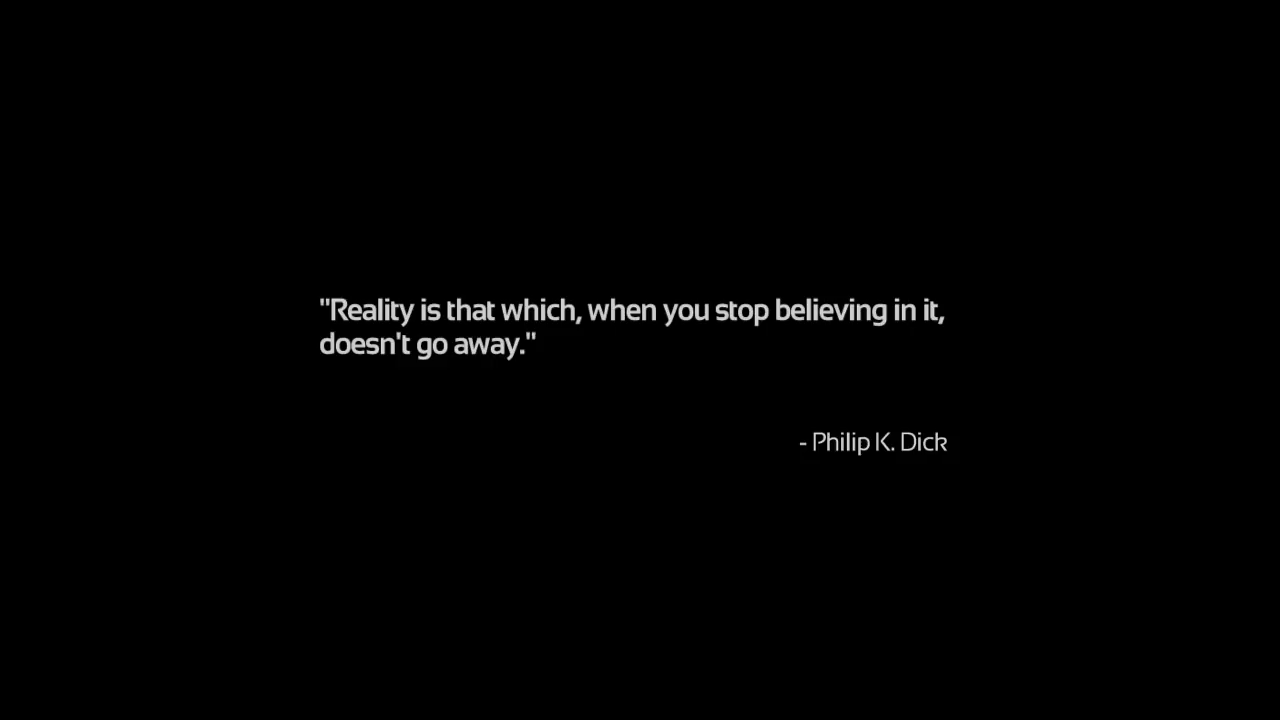 "Reality is that which, when you stop believing in it,
doesn't go away."
- Philip K. Dick